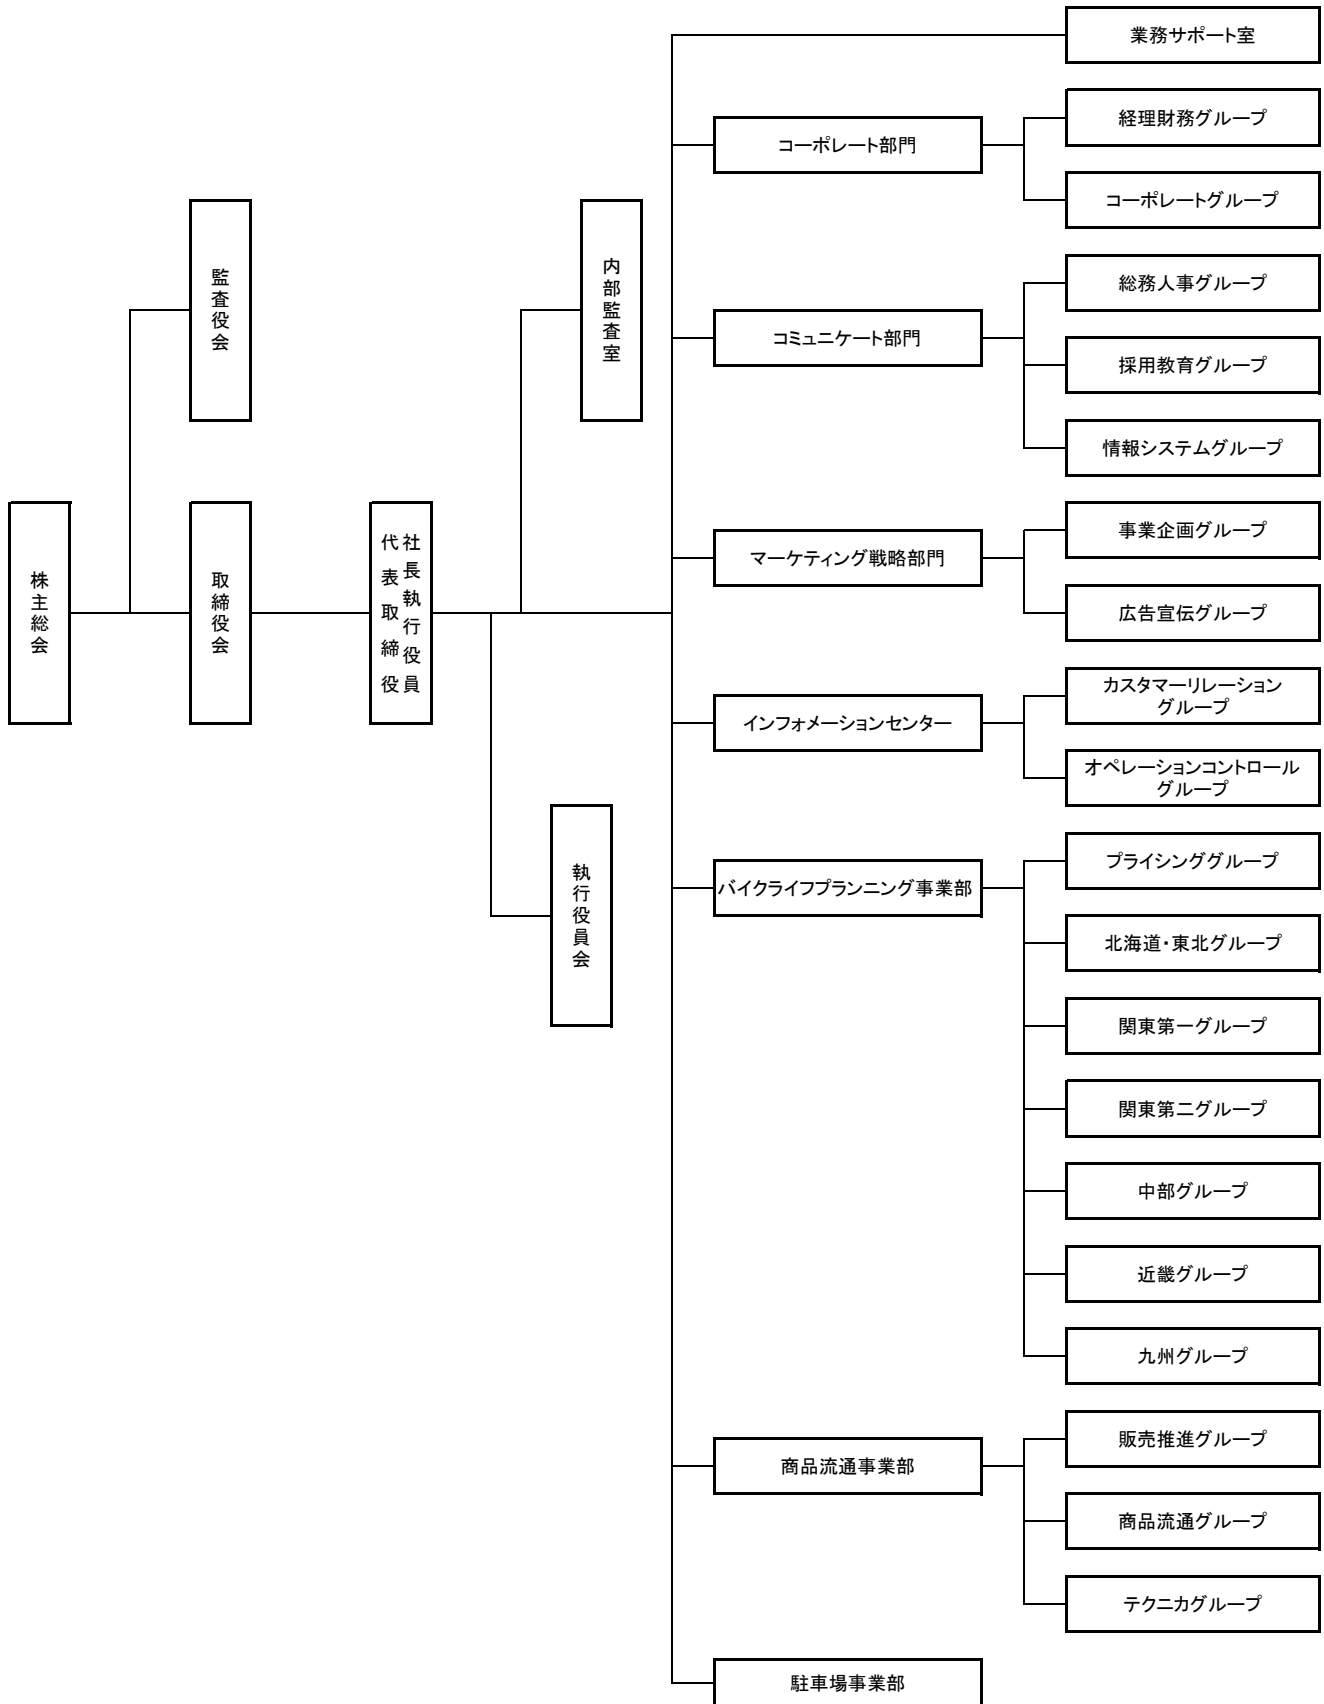 株主総会
監査役会
取締役会
社長執行役員
代表取締役
内部監査室
執行役員会
業務サポート室
コーポレート部門
経理財務グループ
コーポレートグループ
コミュニケート部門
総務人事グループ
採用教育グループ
情報システムグループ
マーケティング戦略部門
事業企画グループ
広告宣伝グループ
インフォメーションセンター
カスタマーリレーション
グループ
オペレーションコントロール
グループ
バイクライフプランニング事業部
プライシンググループ
北海道・東北グループ
関東第一グループ
関東第二グループ
中部グループ
近畿グループ
九州グループ
商品流通事業部
販売推進グループ
商品流通グループ
テクニカグループ
駐車場事業部